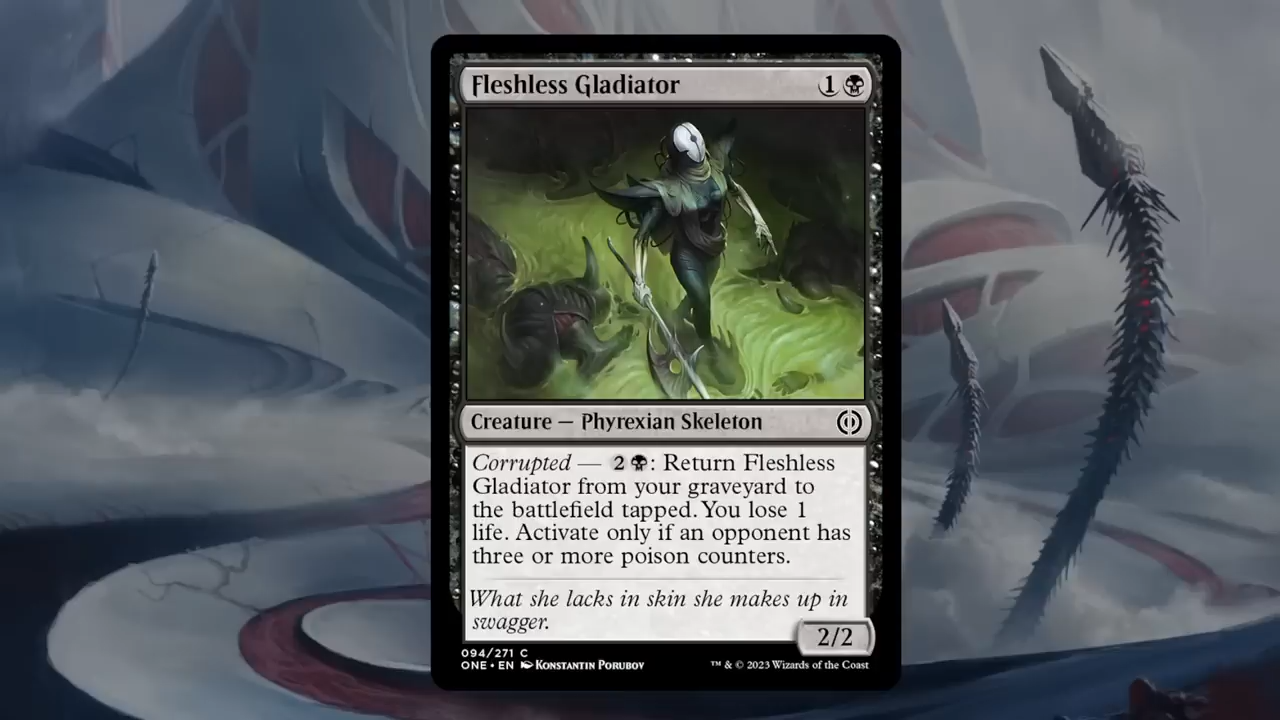 Fleshless Gladiator 1
Creature — Phyrexian Skeleton
Corrupted — 2: Return Fleshless
Gladiator from your graveyard to
the battlefield tapped. You lose 1
life. Activate only if an opponent has
three or more poison counters.
What she lacks in skin she makes up in
swagger.
2/2
094/271 C
ONE • EN Konstantin Porubov ™ & © 2023 Wizards of the Coast